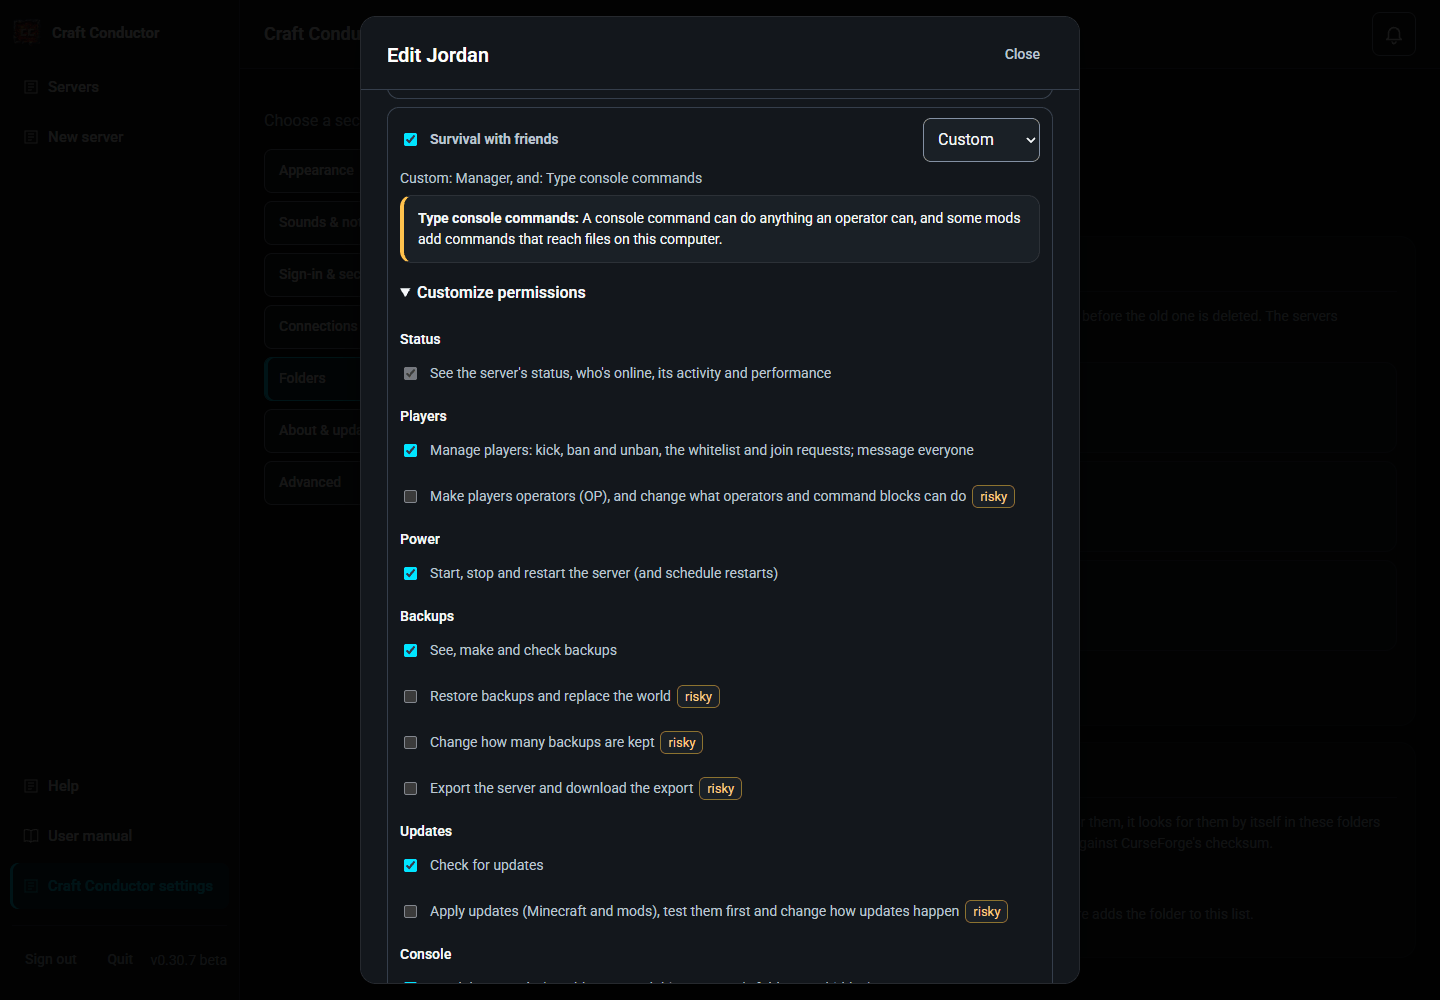 Craft Conductor
Servers
New server
Help
User manual
Craft Conductor settings
Sign out
Quit
v0.30.7 beta
Craft Condu
Choose a sec
Appearance
Sounds & no
Sign-in & sec
Connections
Folders
About & upda
Advanced
Edit Jordan
Close
Survival with friends
Custom
Custom: Manager, and: Type console commands
Type console commands: A console command can do anything an operator can, and some mods
add commands that reach files on this computer.
Customize permissions
Status
See the server's status, who's online, its activity and performance
Players
Manage players: kick, ban and unban, the whitelist and join requests; message everyone
Make players operators (OP), and change what operators and command blocks can do risky
Power
Start, stop and restart the server (and schedule restarts)
Backups
See, make and check backups
Restore backups and replace the world risky
Change how many backups are kept risky
Export the server and download the export risky
Updates
Check for updates
Apply updates (Minecraft and mods), test them first and change how updates happen risky
Console
before the old one is deleted. The servers
them, it looks for them by itself in these folders
against CurseForge's checksum.
adds the folder to this list.